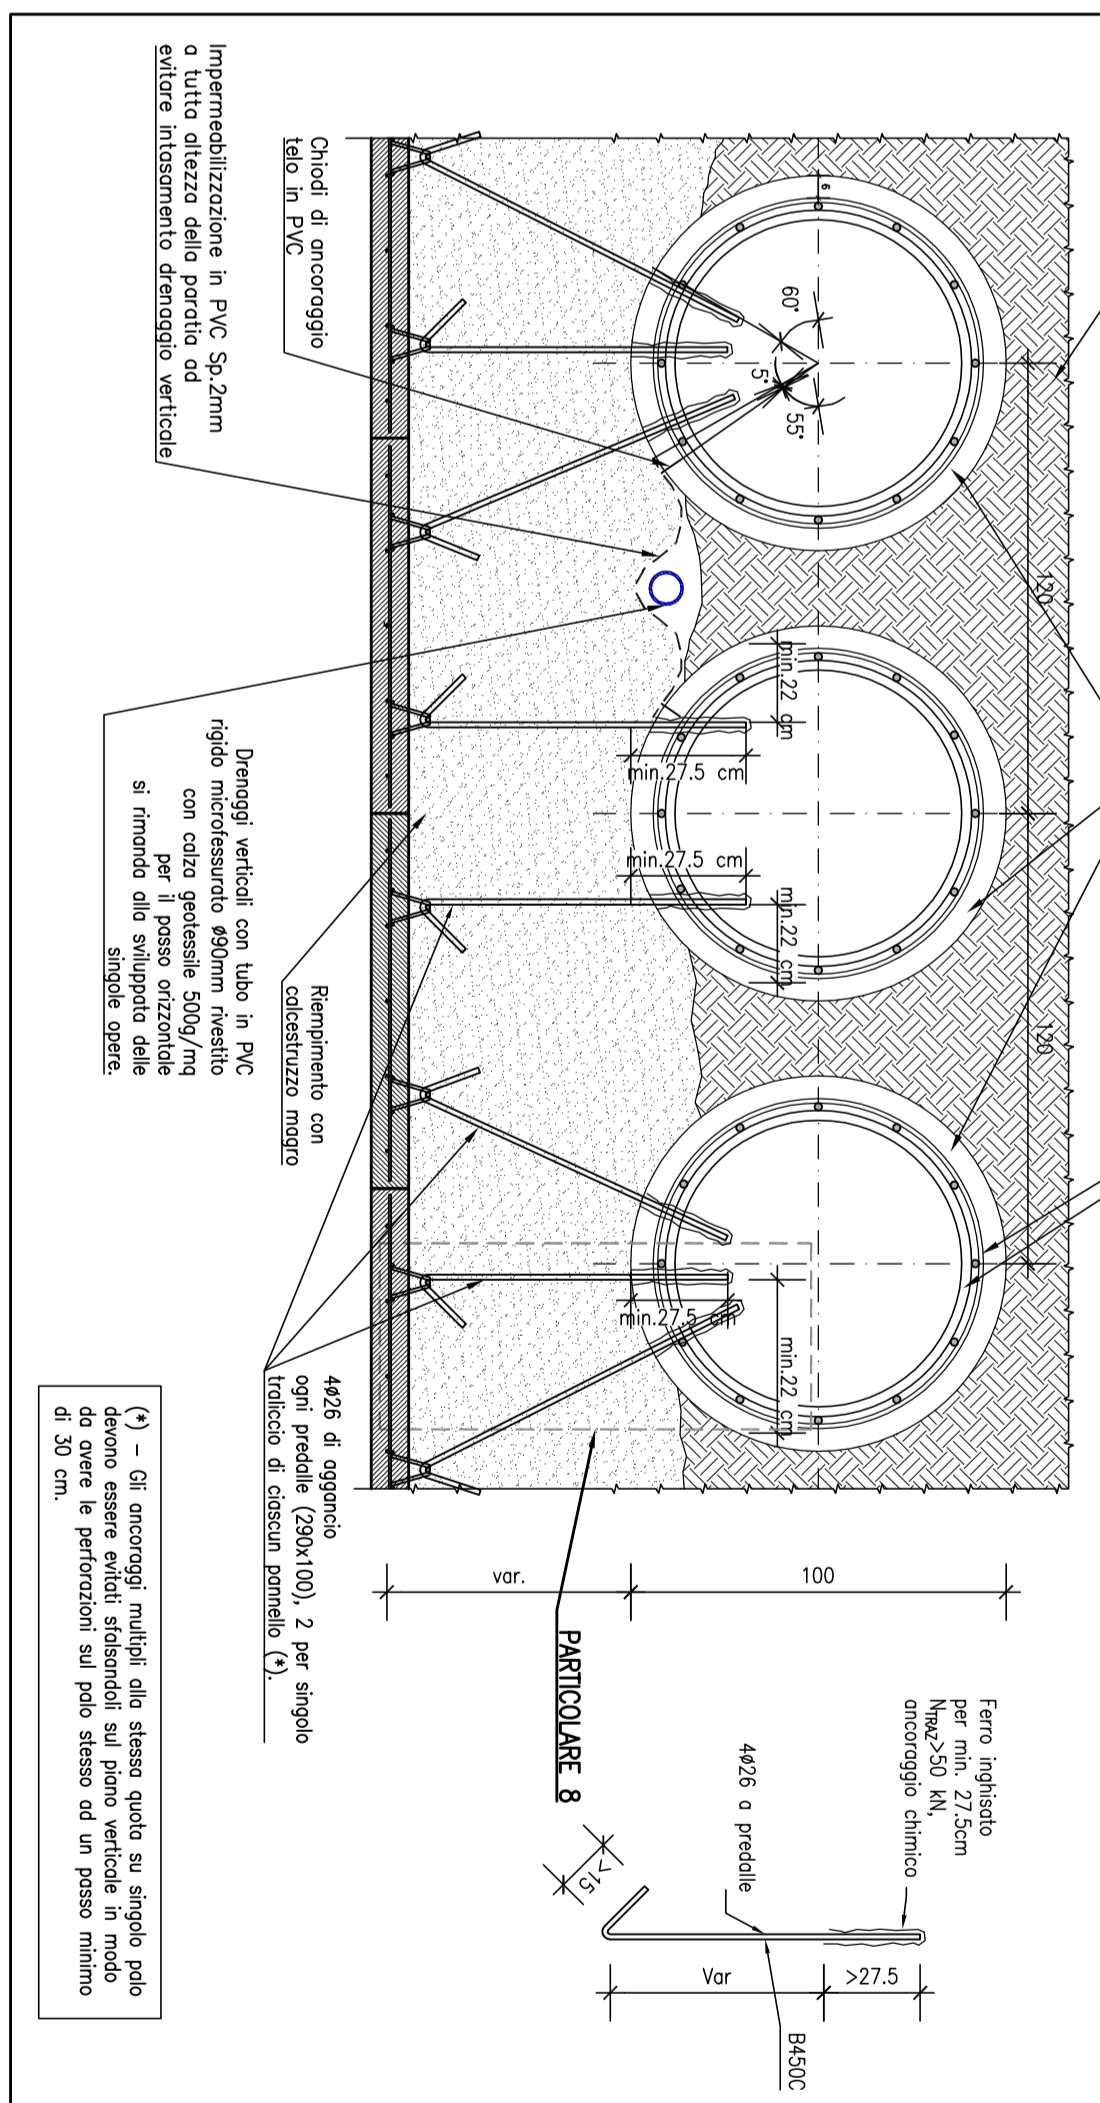 Impermeabilizzazione in PVC Sp.2mm
a tutta altezza della paratia ad
evitare intasamento drenaggio verticale
Chiodi di ancoraggio
telo in PVC
Drenaggi verticali con tubo in PVC
rigido microfessurato ø90mm rivestito
con calza geotessile 500g/mq
per il passo orizzontale
si rimanda alla sviluppata delle
singole opere.
Riempimento con
calcestruzzo magro
4ø26 di aggancio
ogni predalle (290x100), 2 per singolo
traliccio di ciascun pannello (*).
6
60°
5°
55°
120
120
min.22 cm
min.27.5 cm
min.27.5 cm
min.22 cm
min.27.5 cm
min.22 cm
var.
100
PARTICOLARE 8
Ferro inghisato
per min. 27.5cm
NTRAZ>50 kN,
ancoraggio chimico
4ø26 a predalle
>15
Var
>27.5
B450C
(*) – Gli ancoraggi multipli alla stessa quota su singolo palo
devono essere evitati sfalsandoli sul piano verticale in modo
da avere le perforazioni sul palo stesso ad un passo minimo
di 30 cm.